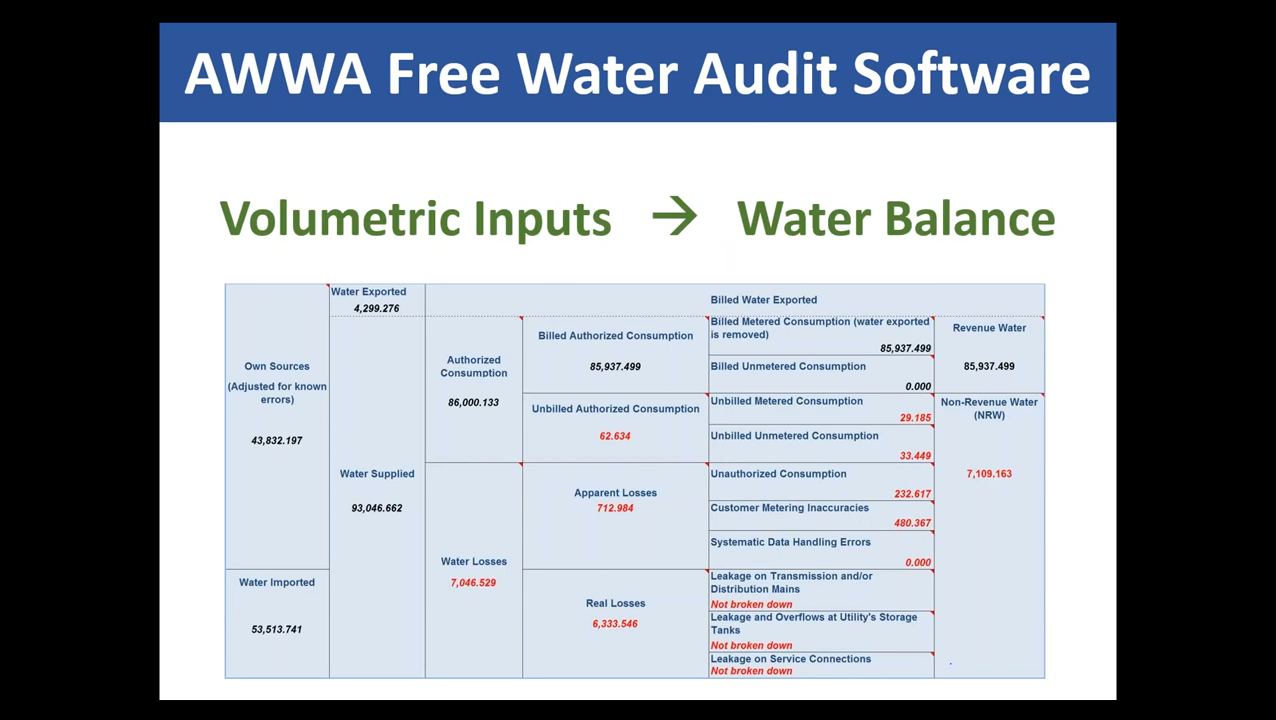 AWWA Free Water Audit Software
Volumetric Inputs → Water Balance
Own Sources
(Adjusted for known
errors)
43,832.197
Water Imported
53,513.741
Water Exported
4,299.276
Water Supplied
93,046.662
Authorized
Consumption
86,000.133
Water Losses
7,046.529
Billed Authorized Consumption
85,937.499
Unbilled Authorized Consumption
62.634
Apparent Losses
712.984
Real Losses
6,333.546
Billed Water Exported
Billed Metered Consumption (water exported
is removed)
85,937.499
Billed Unmetered Consumption
0.000
Unbilled Metered Consumption
29.185
Unbilled Unmetered Consumption
33.449
Unauthorized Consumption
232.617
Customer Metering Inaccuracies
480.367
Systematic Data Handling Errors
0.000
Leakage on Transmission and/or
Distribution Mains
Not broken down
Leakage and Overflows at Utility's Storage
Tanks
Not broken down
Leakage on Service Connections
Not broken down
Revenue Water
85,937.499
Non-Revenue Water
(NRW)
7,109.163